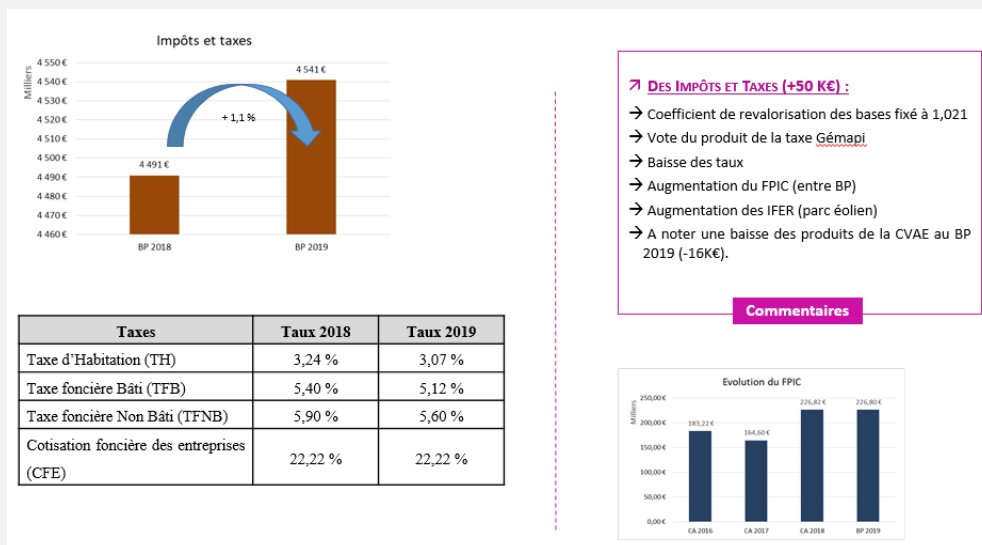 Impôts et taxes
Milliers
4 550 €
4 540 €
4 530 €
4 520 €
4 510 €
4 500 €
4 490 €
4 480 €
4 470 €
4 460 €
4 491 €
+ 1,1 %
4 541 €
BP 2018
BP 2019
Taxes Taux 2018 Taux 2019
Taxe d'Habitation (TH) 3,24 % 3,07 %
Taxe foncière Bâti (TFB) 5,40 % 5,12 %
Taxe foncière Non Bâti (TFNB) 5,90 % 5,60 %
Cotisation foncière des entreprises
(CFE) 22,22 % 22,22 %
↗ DES IMPÔTS ET TAXES (+50 K€) :
→ Coefficient de revalorisation des bases fixé à 1,021
→ Vote du produit de la taxe Gémapi
→ Baisse des taux
→ Augmentation du FPIC (entre BP)
→ Augmentation des IFER (parc éolien)
→ A noter une baisse des produits de la CVAE au BP
2019 (-16K€).
Commentaires
Evolution du FPIC
Milliers
250,00€
200,00€
150,00€
100,00€
50,00€
0,00€
183,22€
164,60€
226,82€
226,80€
CA 2016
CA 2017
CA 2018
BP 2019